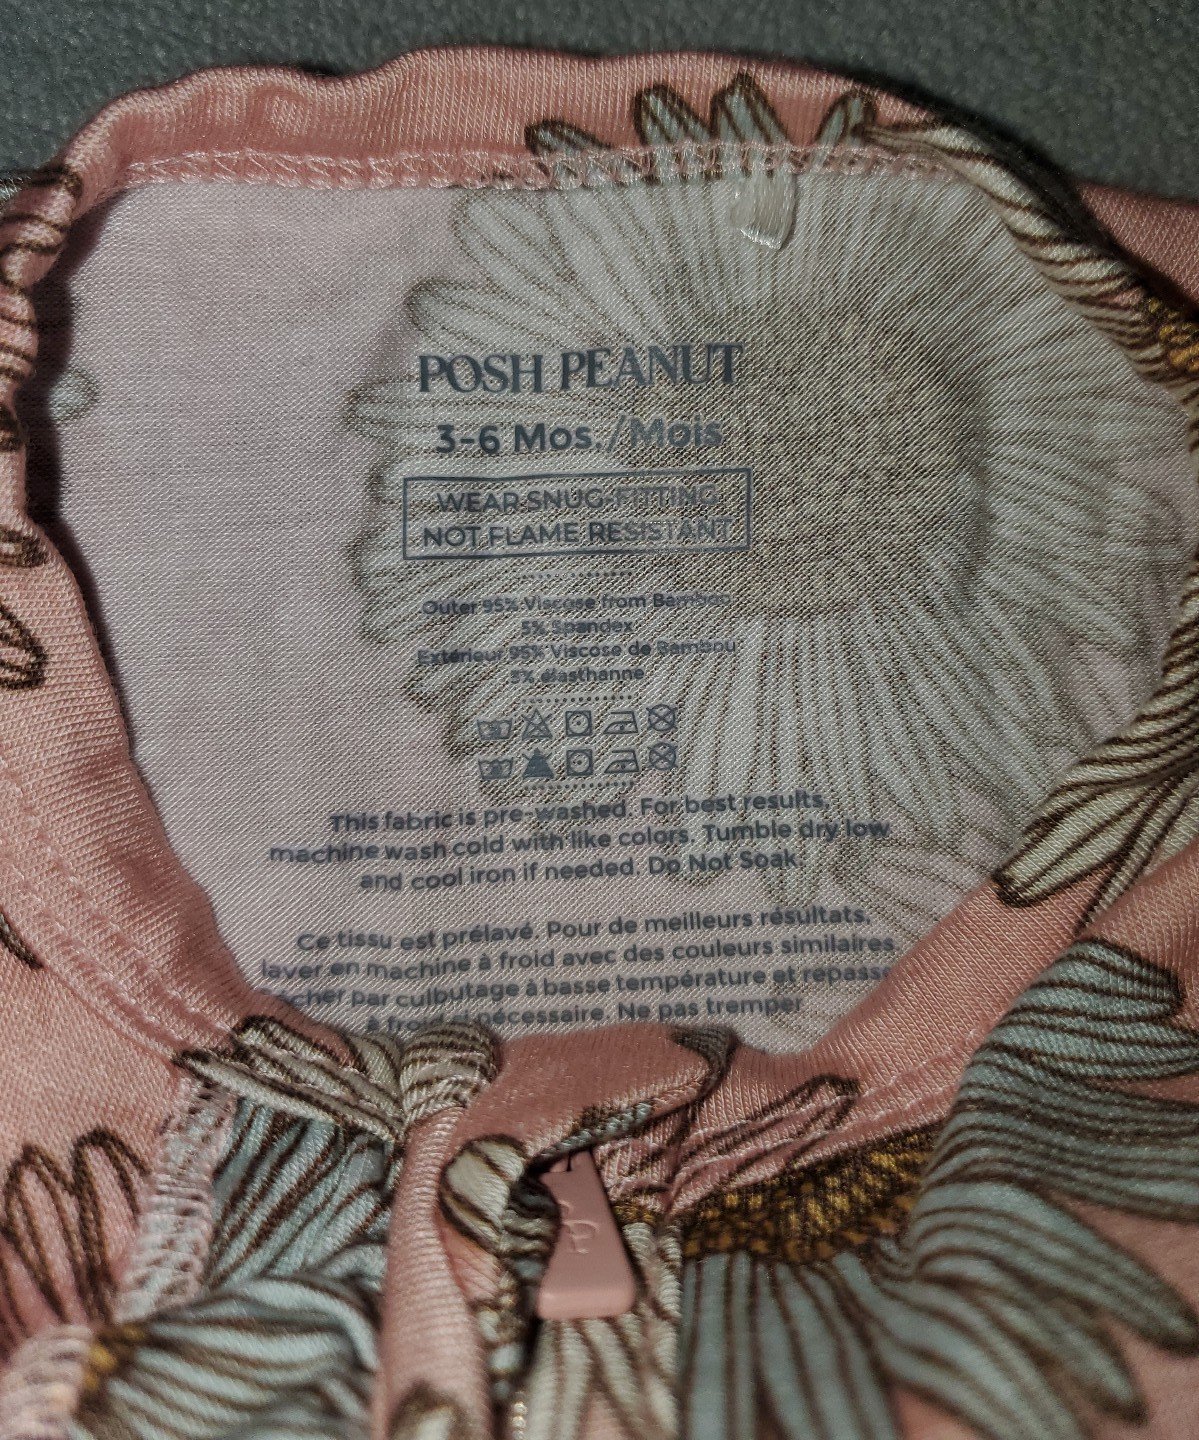 POSH PEANUT
3-6 Mos./Mois
WEAR SNUG-FITTING
NOT FLAME RESISTANT
Outer 95% Viscose from Bamboo
5% Spandex
Extérieur 95% Viscose de Bambou
5% élasthanne
This fabric is pre-washed. For best results,
machine wash cold with like colors. Tumble dry low
and cool iron if needed. Do Not Soak.
Ce tissu est prélavé. Pour de meilleurs résultats,
laver en machine à froid avec des couleurs similaires.
par culbutage à basse température et
à froid si nécessaire. Ne pas tremper